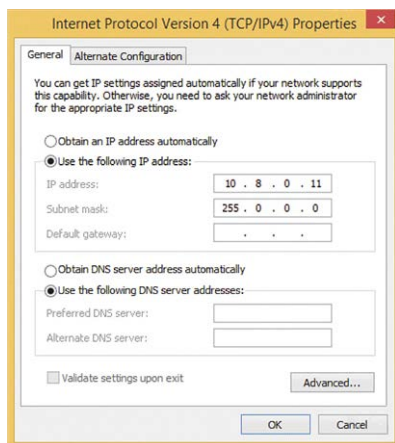 Internet Protocol Version 4 (TCP/IPv4) Properties
General
Alternate Configuration
You can get IP settings assigned automatically if your network supports
this capability. Otherwise, you need to ask your network administrator
for the appropriate IP settings.
Obtain an IP address automatically
Use the following IP address:
IP address: 10 . 8 . 0 . 11
Subnet mask: 255 . 0 . 0 . 0
Default gateway: . . .
Obtain DNS server address automatically
Use the following DNS server addresses:
Preferred DNS server:
Alternate DNS server:
Validate settings upon exit
Advanced...
OK
Cancel